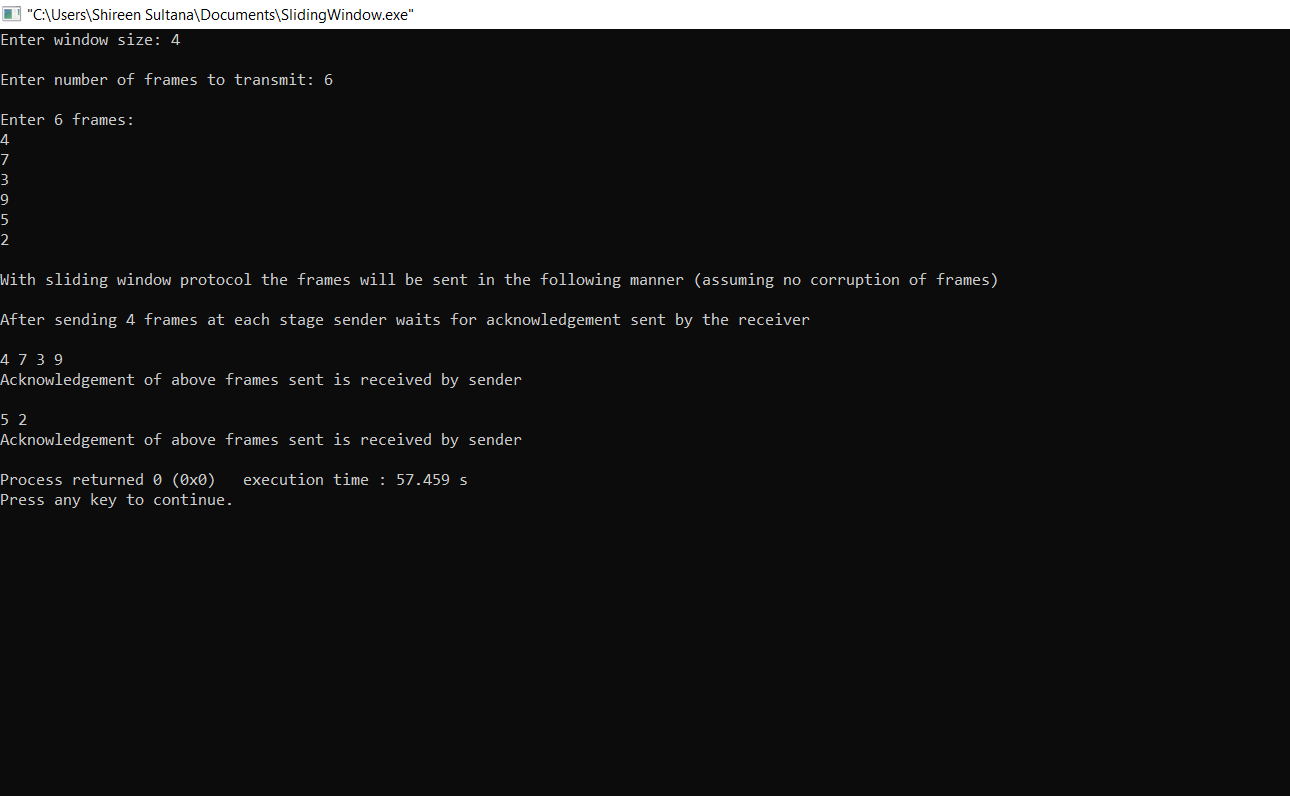 "C:\Users\Shireen Sultana\Documents\SlidingWindow.exe"
Enter window size: 4
Enter number of frames to transmit: 6
Enter 6 frames:
4
7
3
9
5
2
With sliding window protocol the frames will be sent in the following manner (assuming no corruption of frames)
After sending 4 frames at each stage sender waits for acknowledgement sent by the receiver
4 7 3 9
Acknowledgement of above frames sent is received by sender
5 2
Acknowledgement of above frames sent is received by sender
Process returned 0 (0x0)   execution time : 57.459 s
Press any key to continue.